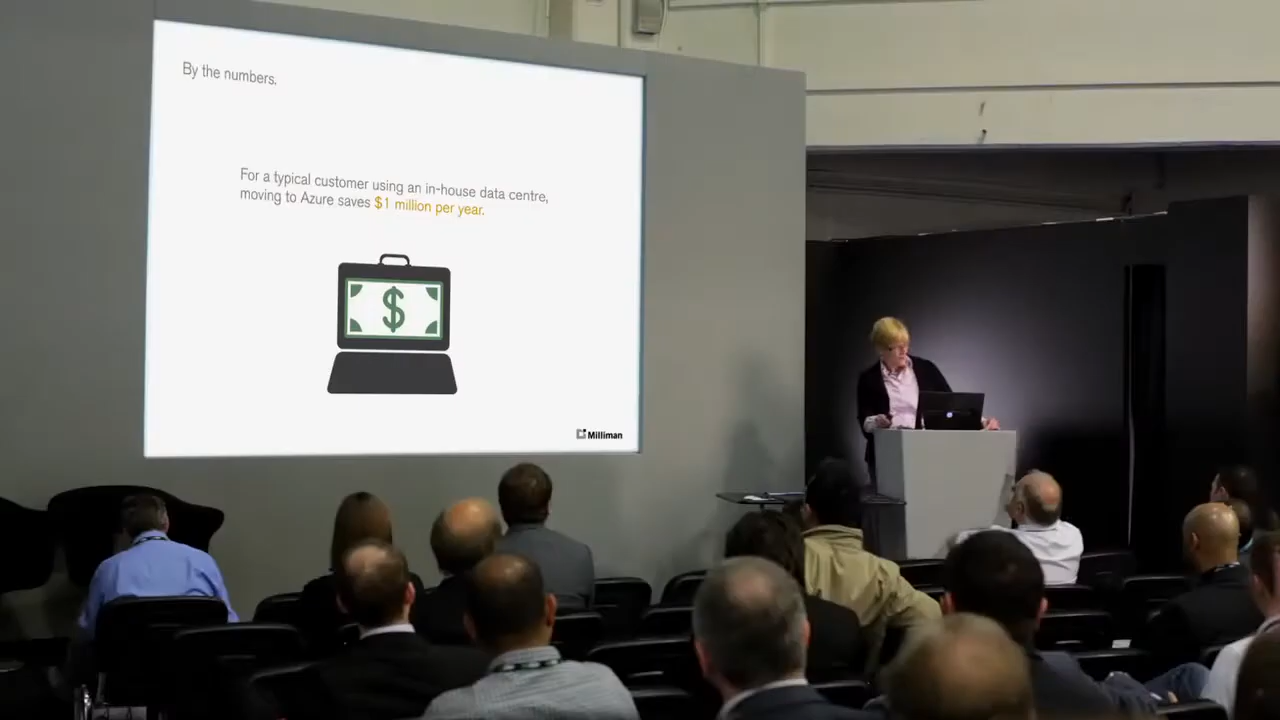 By the numbers.
For a typical customer using an in-house data centre,
moving to Azure saves $1 million per year.
$
Milliman